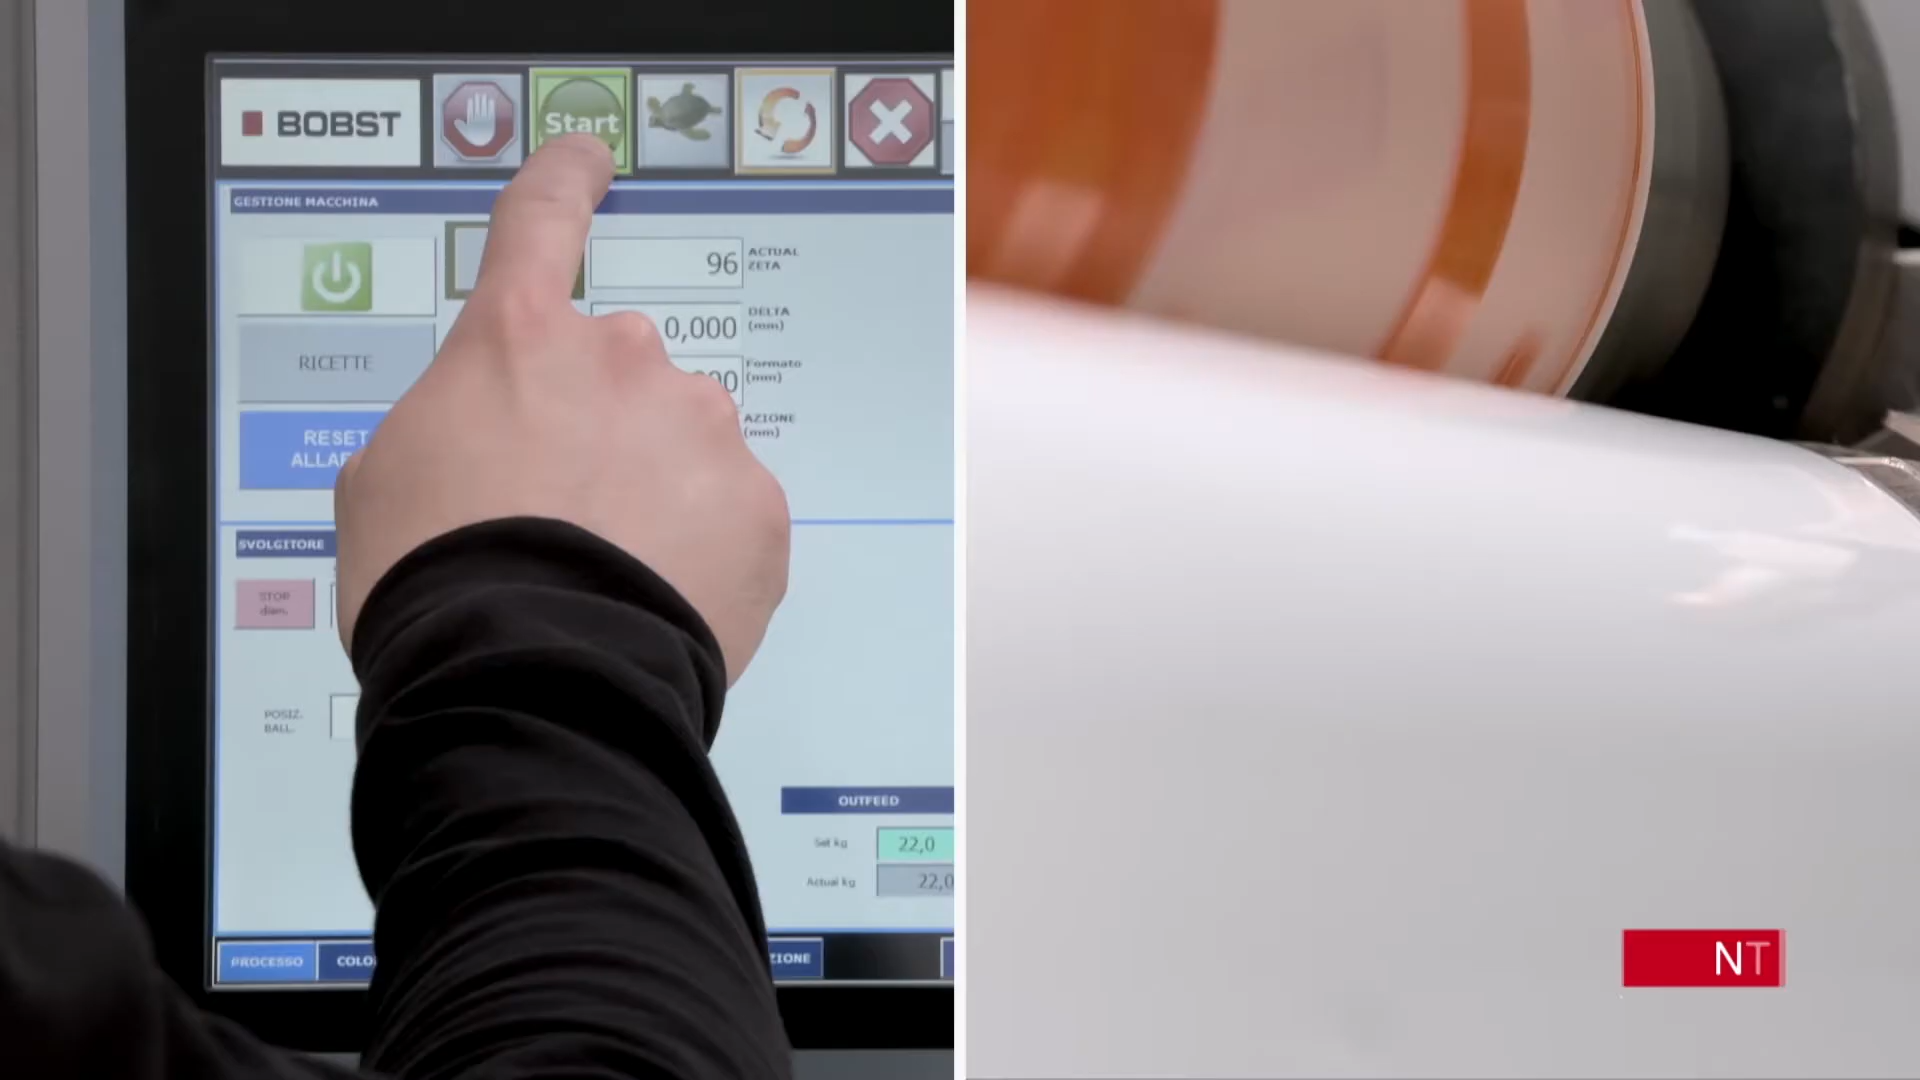 BOBST
Start
GESTIONE MACCHINA
96
ACTUAL
ZETA
0,000
DELTA
(mm)
RICETTE
Formato
(mm)
RESET
AZIONE
(mm)
SVOLGITORE
STOP
diam.
POSIZ.
BALL.
OUTFEED
Set kg
22,0
Actual kg
22,0
PROCESSO
NT